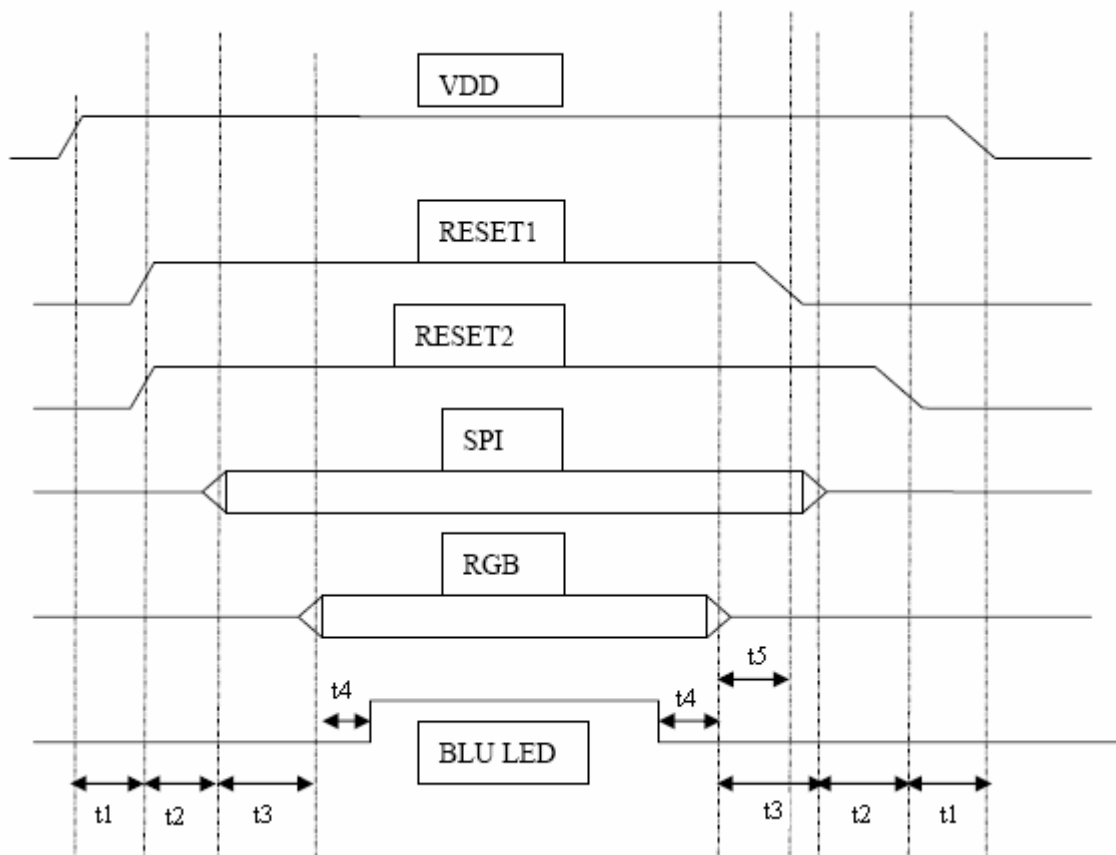 VDD
RESET1
RESET2
SPI
RGB
t5
t4 t4
BLU LED
t1 t2 t3 t3 t2 t1